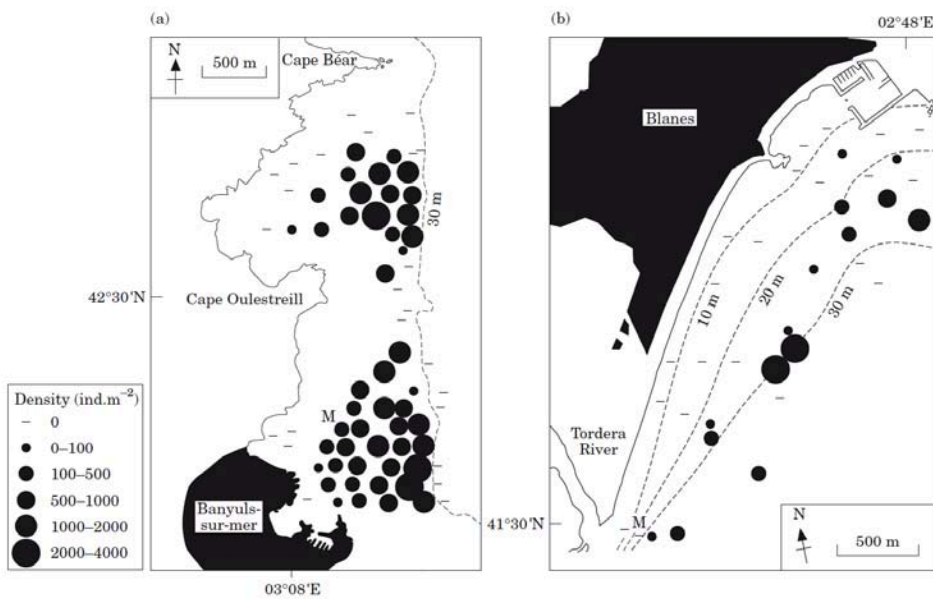 (a)
N
500 m
Cape Béar
30 m
42°30'N
Cape Oulestreill
M
Banyuls-
sur-mer
03°08'E
Density (ind.m⁻²)
0
0–100
100–500
500–1000
1000–2000
2000–4000
(b)
02°48'E
Blanes
10 m
20 m
30 m
Tordera
River
M
41°30'N
N
500 m